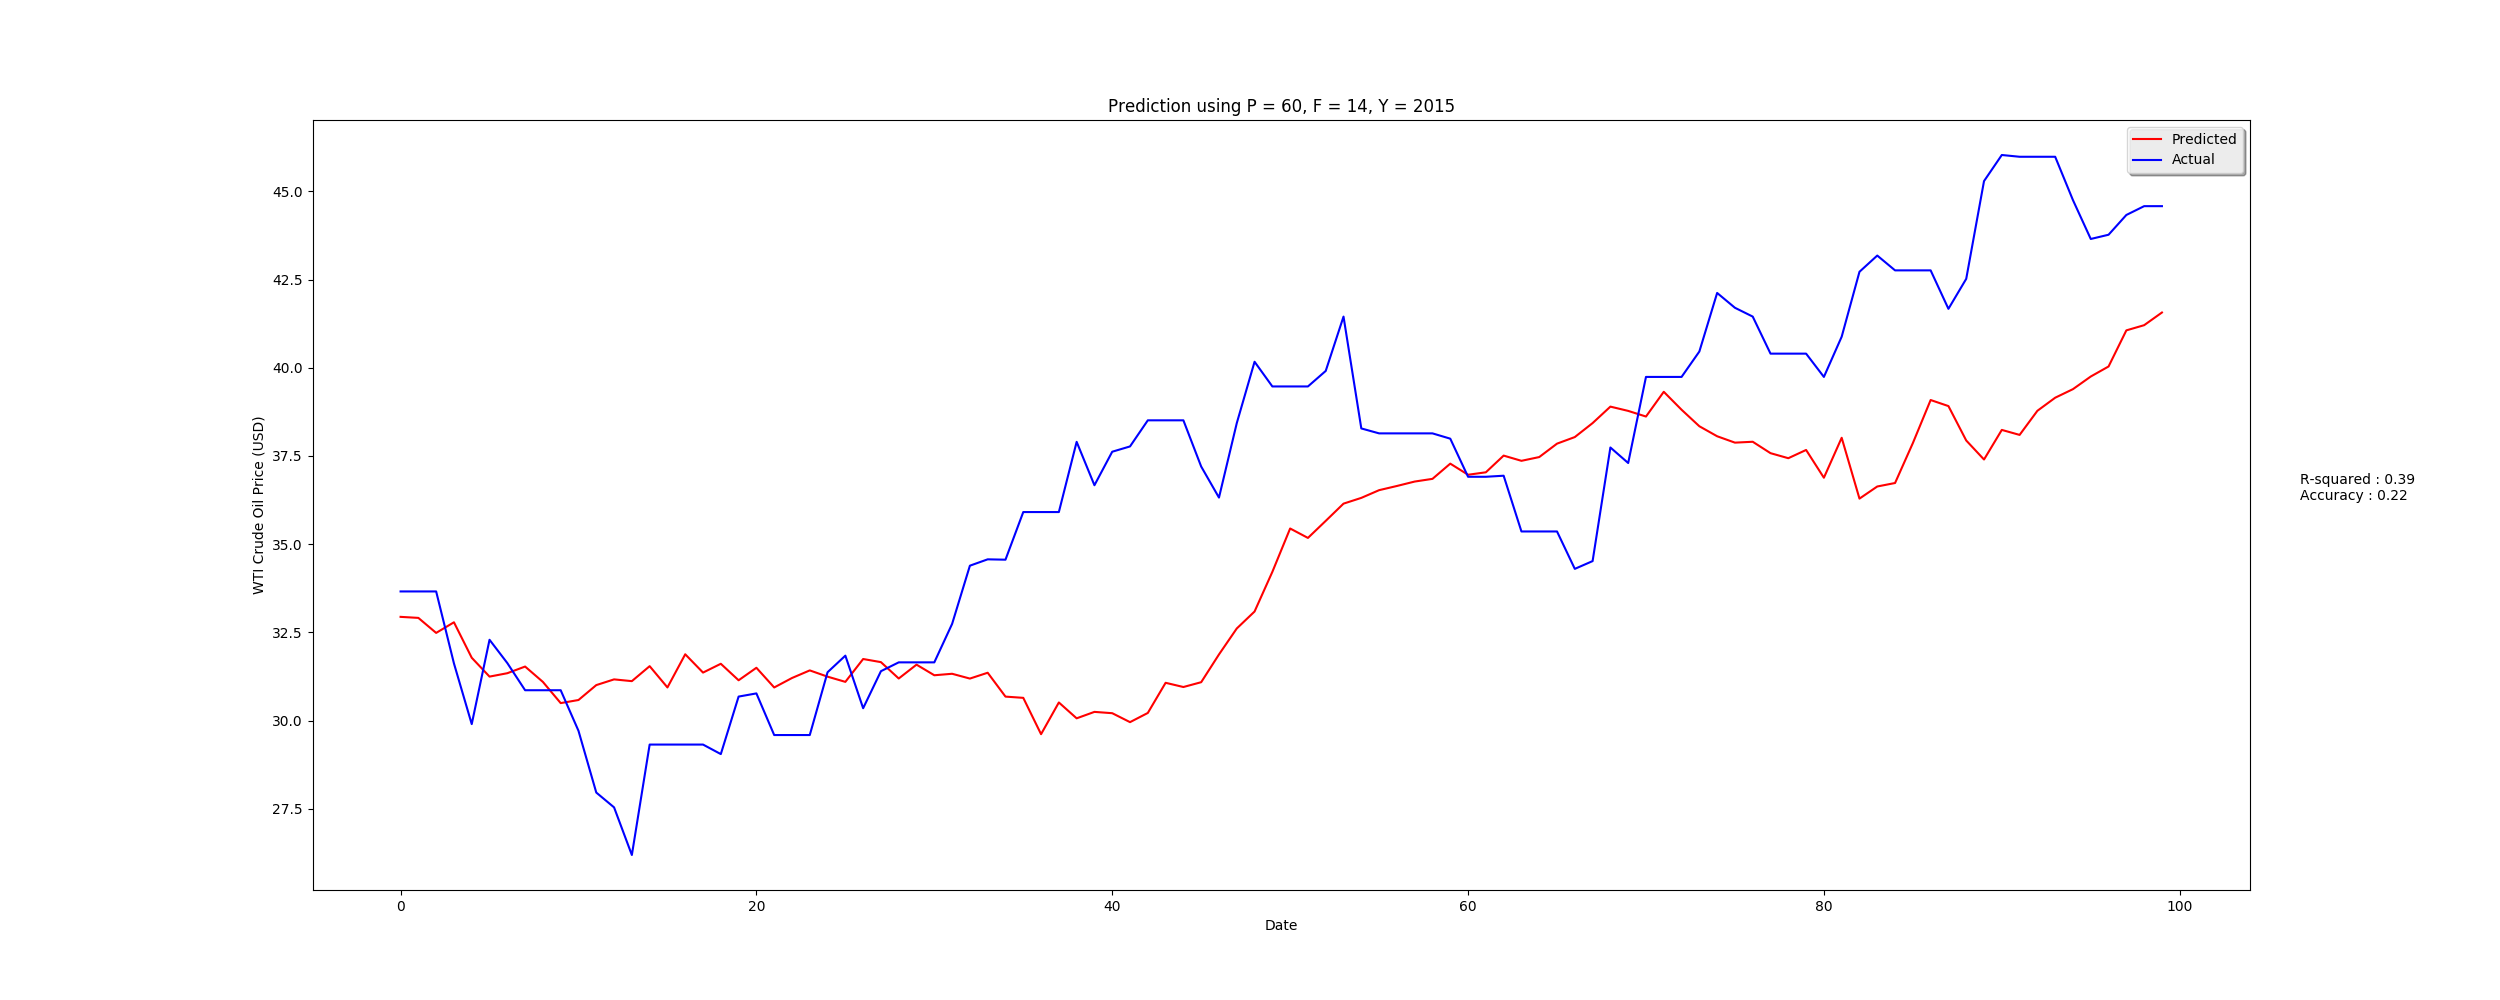 Prediction using P = 60, F = 14, Y = 2015
Predicted
Actual
45.0
42.5
40.0
37.5
35.0
32.5
30.0
27.5
WTI Crude Oil Price (USD)
R-squared : 0.39
Accuracy : 0.22
0 20 40 60 80 100
Date